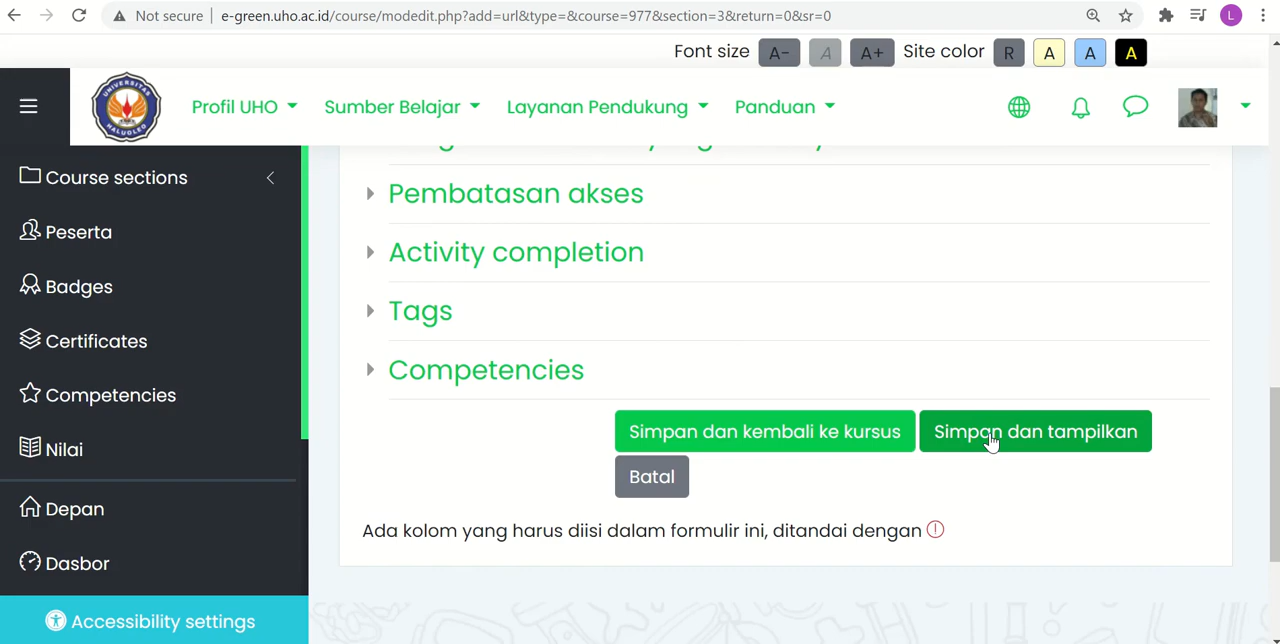 Not secure
e-green.uho.ac.id/course/modedit.php?add=url&type=&course=977&section=3&return=0&sr=0
L
Font size A- A A+ Site color R A A A
UNIVERSITAS
HALUOLEO
Profil UHO
Sumber Belajar
Layanan Pendukung
Panduan
Course sections
Peserta
Badges
Certificates
Competencies
Nilai
Depan
Dasbor
Accessibility settings
Pembatasan akses
Activity completion
Tags
Competencies
Simpan dan kembali ke kursus
Simpan dan tampilkan
Batal
Ada kolom yang harus diisi dalam formulir ini, ditandai dengan